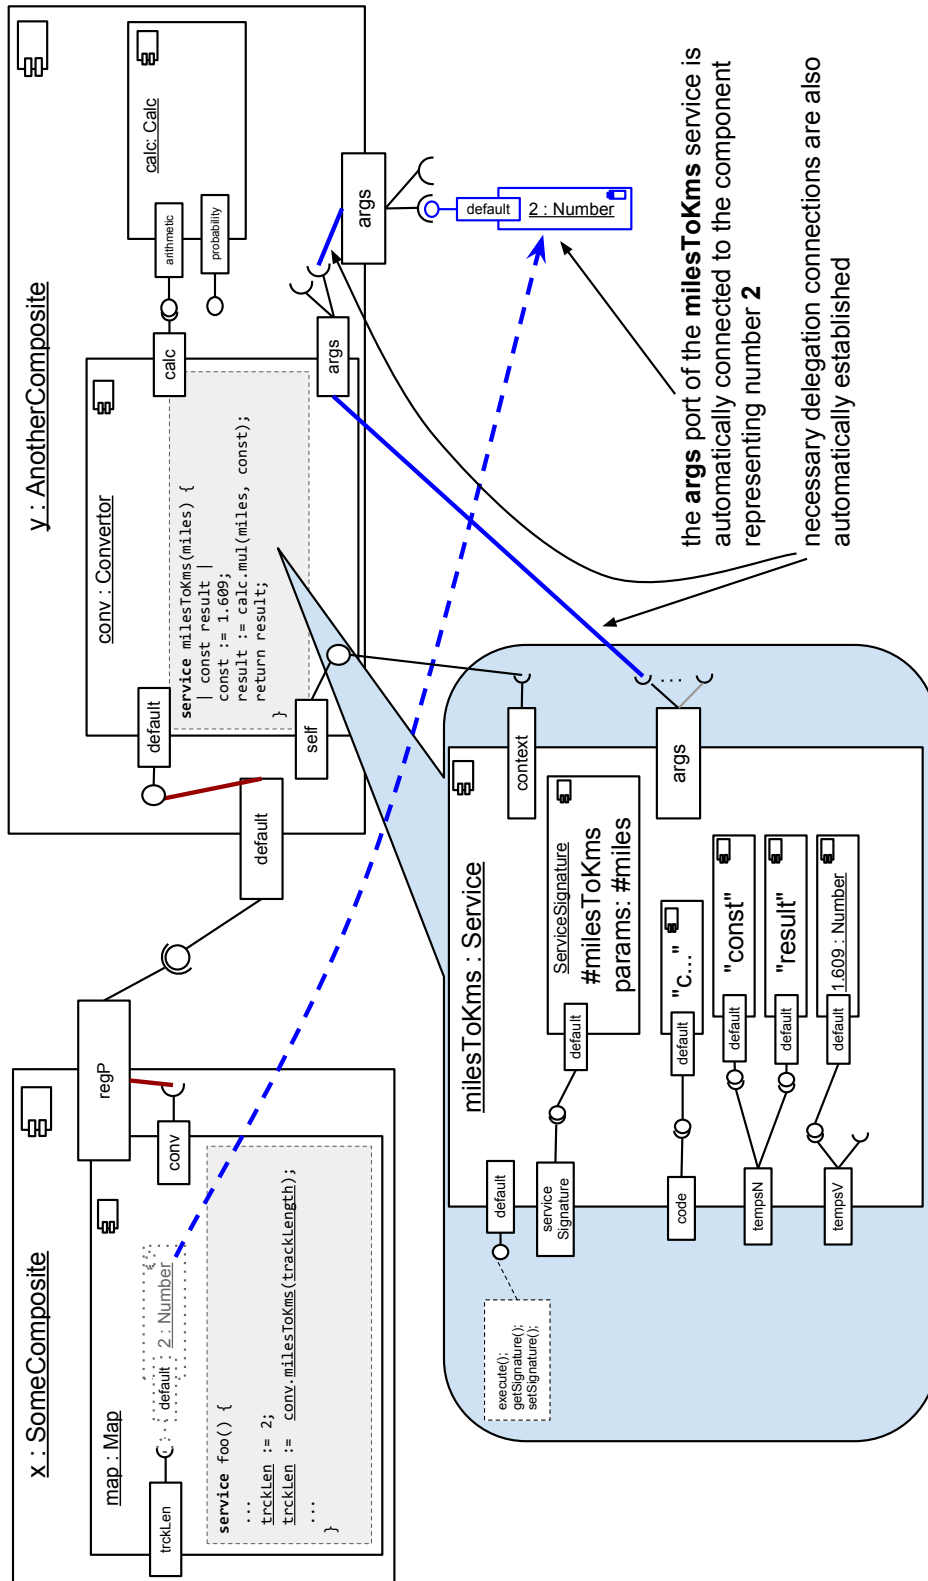 x : SomeComposite
map : Map
trckLen
default
2 : Number
service foo() {
...
trckLen := 2;
trckLen := conv.milesToKms(trackLength);
...
}
conv
regP
default
y : AnotherComposite
conv : Convertor
default
self
service milesToKms(miles) {
| const result |
const := 1.609;
result := calc.mul(miles, const);
return result;
}
calc
args
calc: Calc
arithmetic
probability
args
default
2 : Number
milesToKms : Service
execute();
getSignature();
setSignature();
default
service
Signature
default
ServiceSignature
#milesToKms
params: #miles
context
code
default
"c..."
args
...
tempsN
default
"const"
default
"result"
tempsV
default
1.609 : Number
the args port of the milesToKms service is
automatically connected to the component
representing number 2
necessary delegation connections are also
automatically established